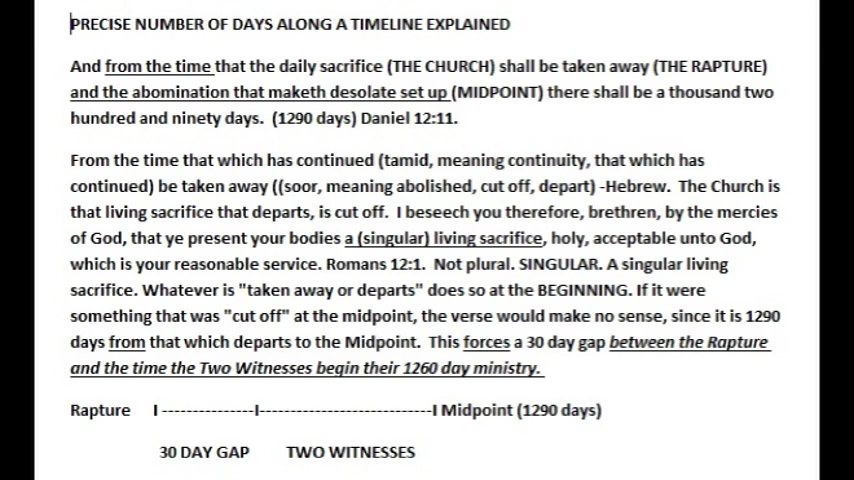 PRECISE NUMBER OF DAYS ALONG A TIMELINE EXPLAINED
And from the time that the daily sacrifice (THE CHURCH) shall be taken away (THE RAPTURE)
and the abomination that maketh desolate set up (MIDPOINT) there shall be a thousand two
hundred and ninety days.  (1290 days) Daniel 12:11.
From the time that which has continued (tamid, meaning continuity, that which has
continued) be taken away ((soor, meaning abolished, cut off, depart) -Hebrew.  The Church is
that living sacrifice that departs, is cut off.  I beseech you therefore, brethren, by the mercies
of God, that ye present your bodies a (singular) living sacrifice, holy, acceptable unto God,
which is your reasonable service. Romans 12:1.  Not plural. SINGULAR. A singular living
sacrifice. Whatever is "taken away or departs" does so at the BEGINNING. If it were
something that was "cut off" at the midpoint, the verse would make no sense, since it is 1290
days from that which departs to the Midpoint.  This forces a 30 day gap between the Rapture
and the time the Two Witnesses begin their 1260 day ministry.
Rapture I ---------------I----------------------------I Midpoint (1290 days)
30 DAY GAP TWO WITNESSES